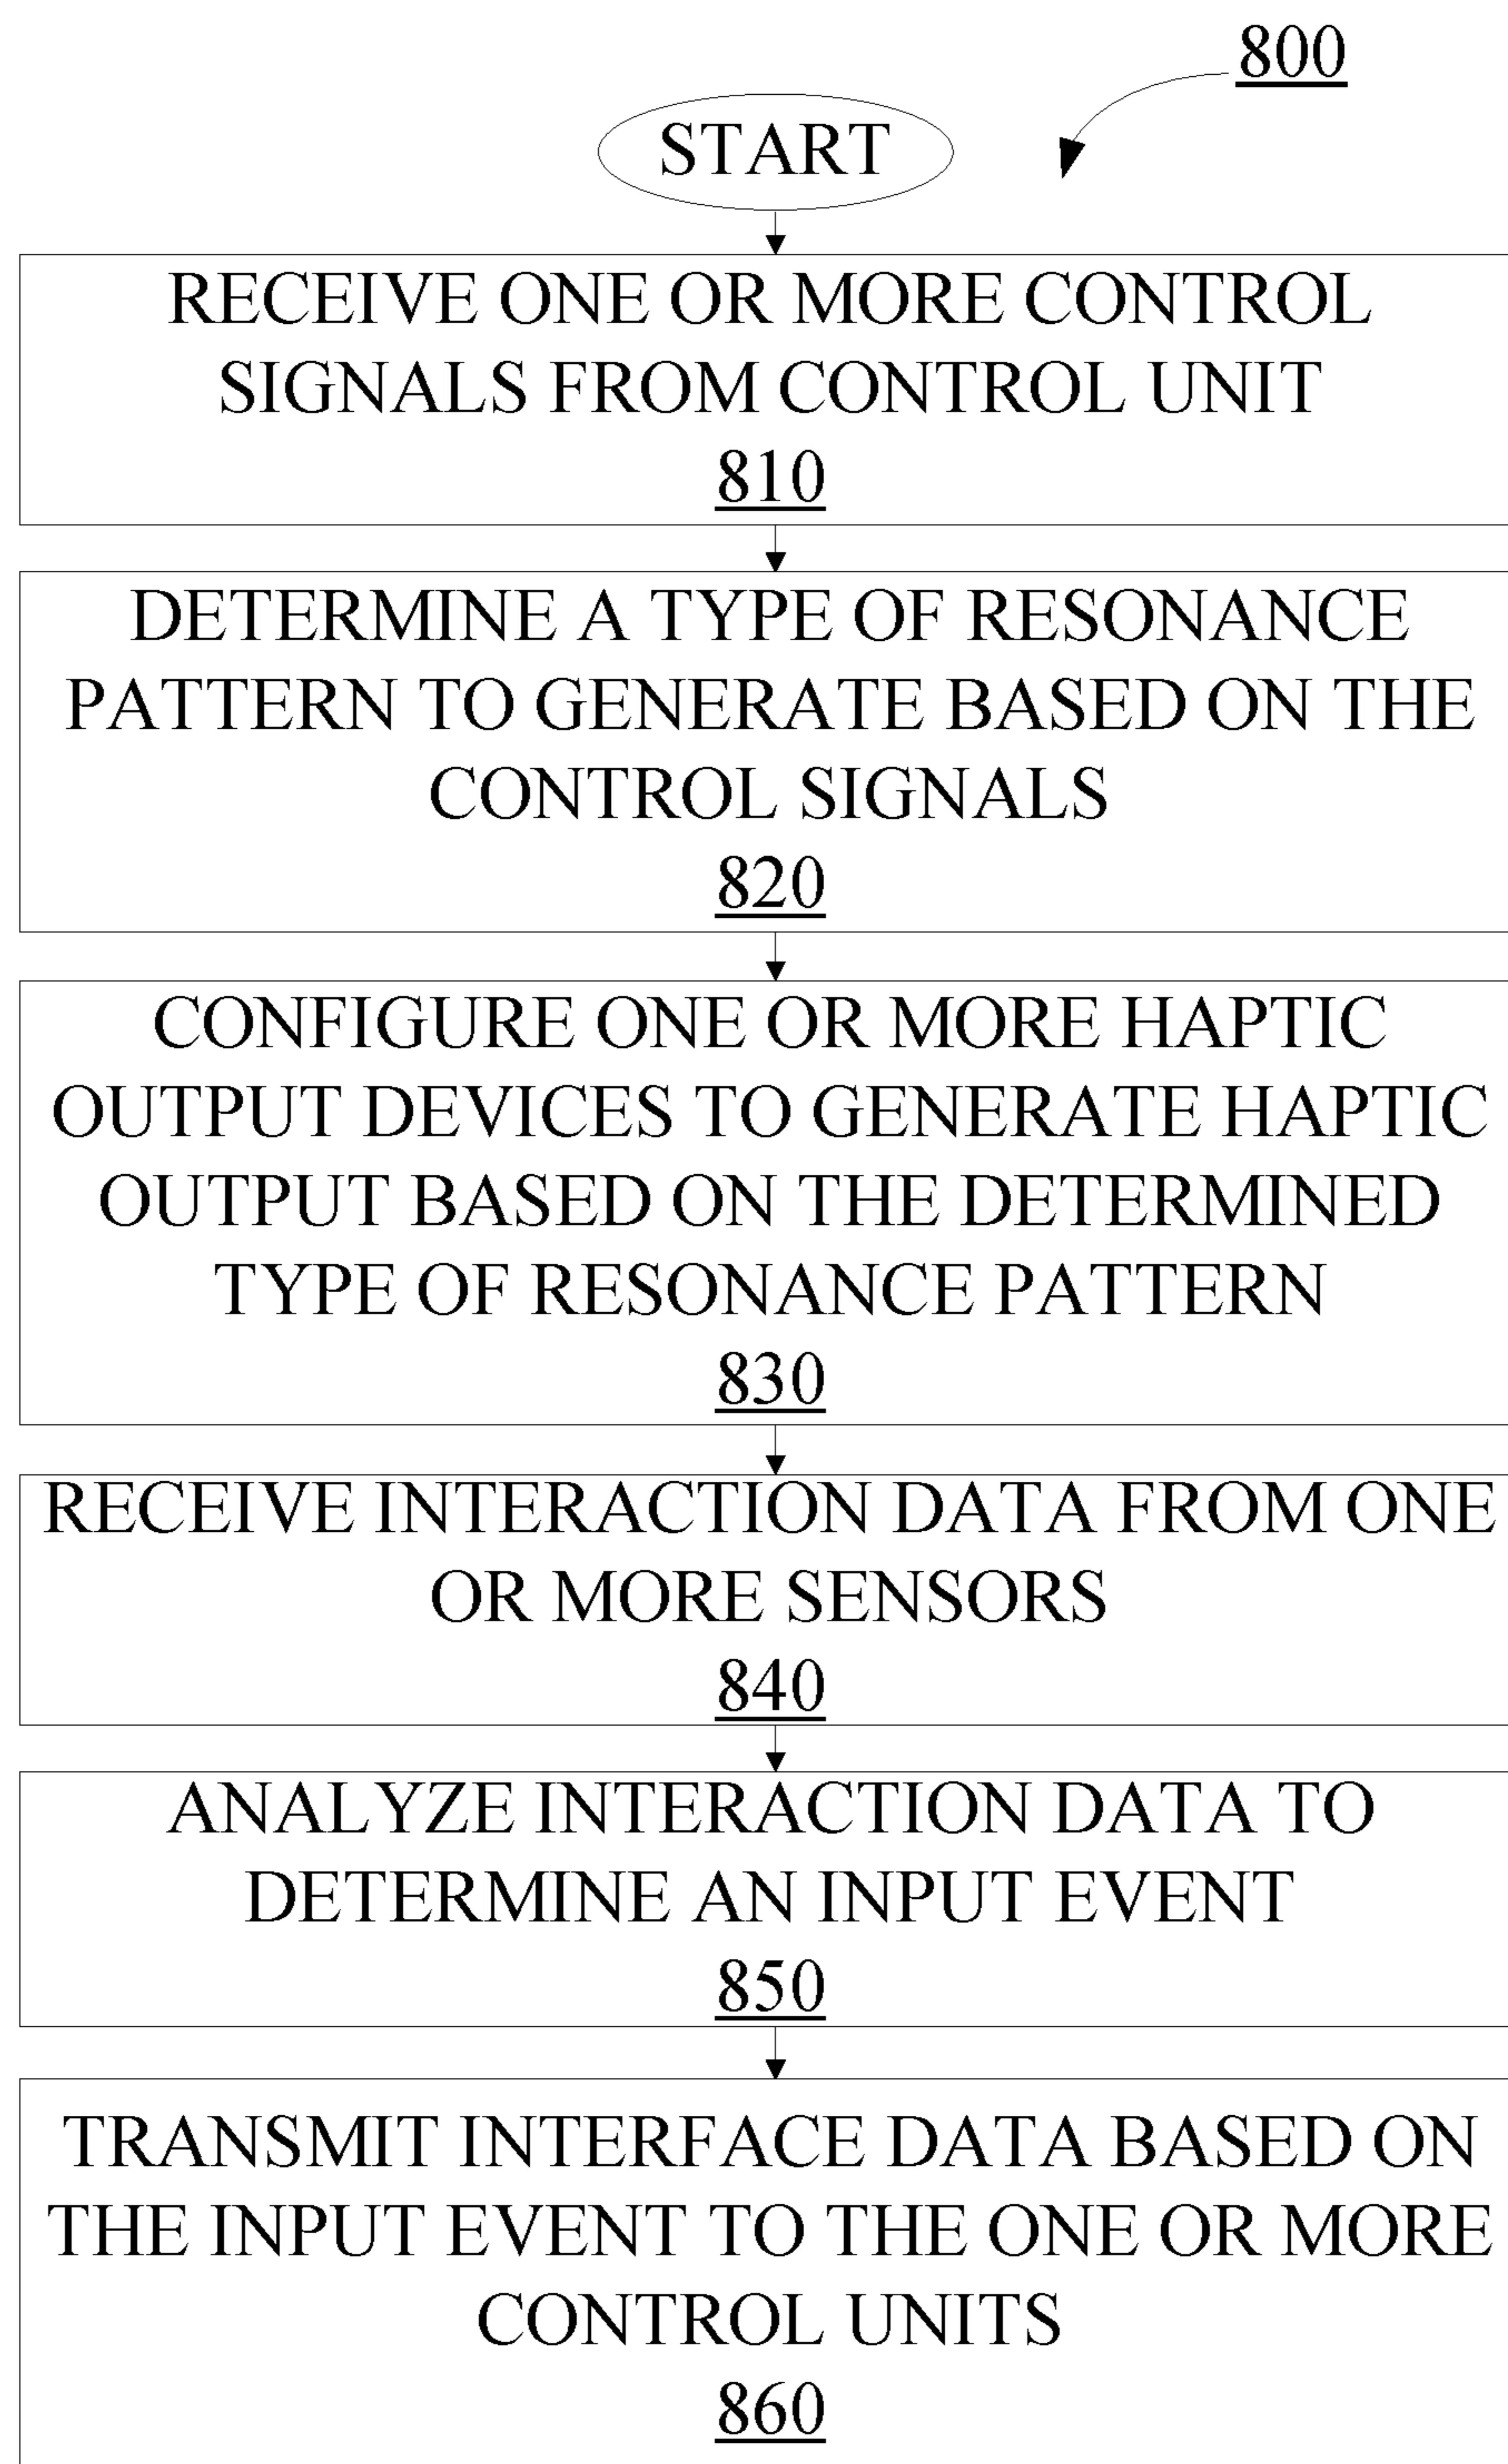 800
START
RECEIVE ONE OR MORE CONTROL
SIGNALS FROM CONTROL UNIT
810
DETERMINE A TYPE OF RESONANCE
PATTERN TO GENERATE BASED ON THE
CONTROL SIGNALS
820
CONFIGURE ONE OR MORE HAPTIC
OUTPUT DEVICES TO GENERATE HAPTIC
OUTPUT BASED ON THE DETERMINED
TYPE OF RESONANCE PATTERN
830
RECEIVE INTERACTION DATA FROM ONE
OR MORE SENSORS
840
ANALYZE INTERACTION DATA TO
DETERMINE AN INPUT EVENT
850
TRANSMIT INTERFACE DATA BASED ON
THE INPUT EVENT TO THE ONE OR MORE
CONTROL UNITS
860